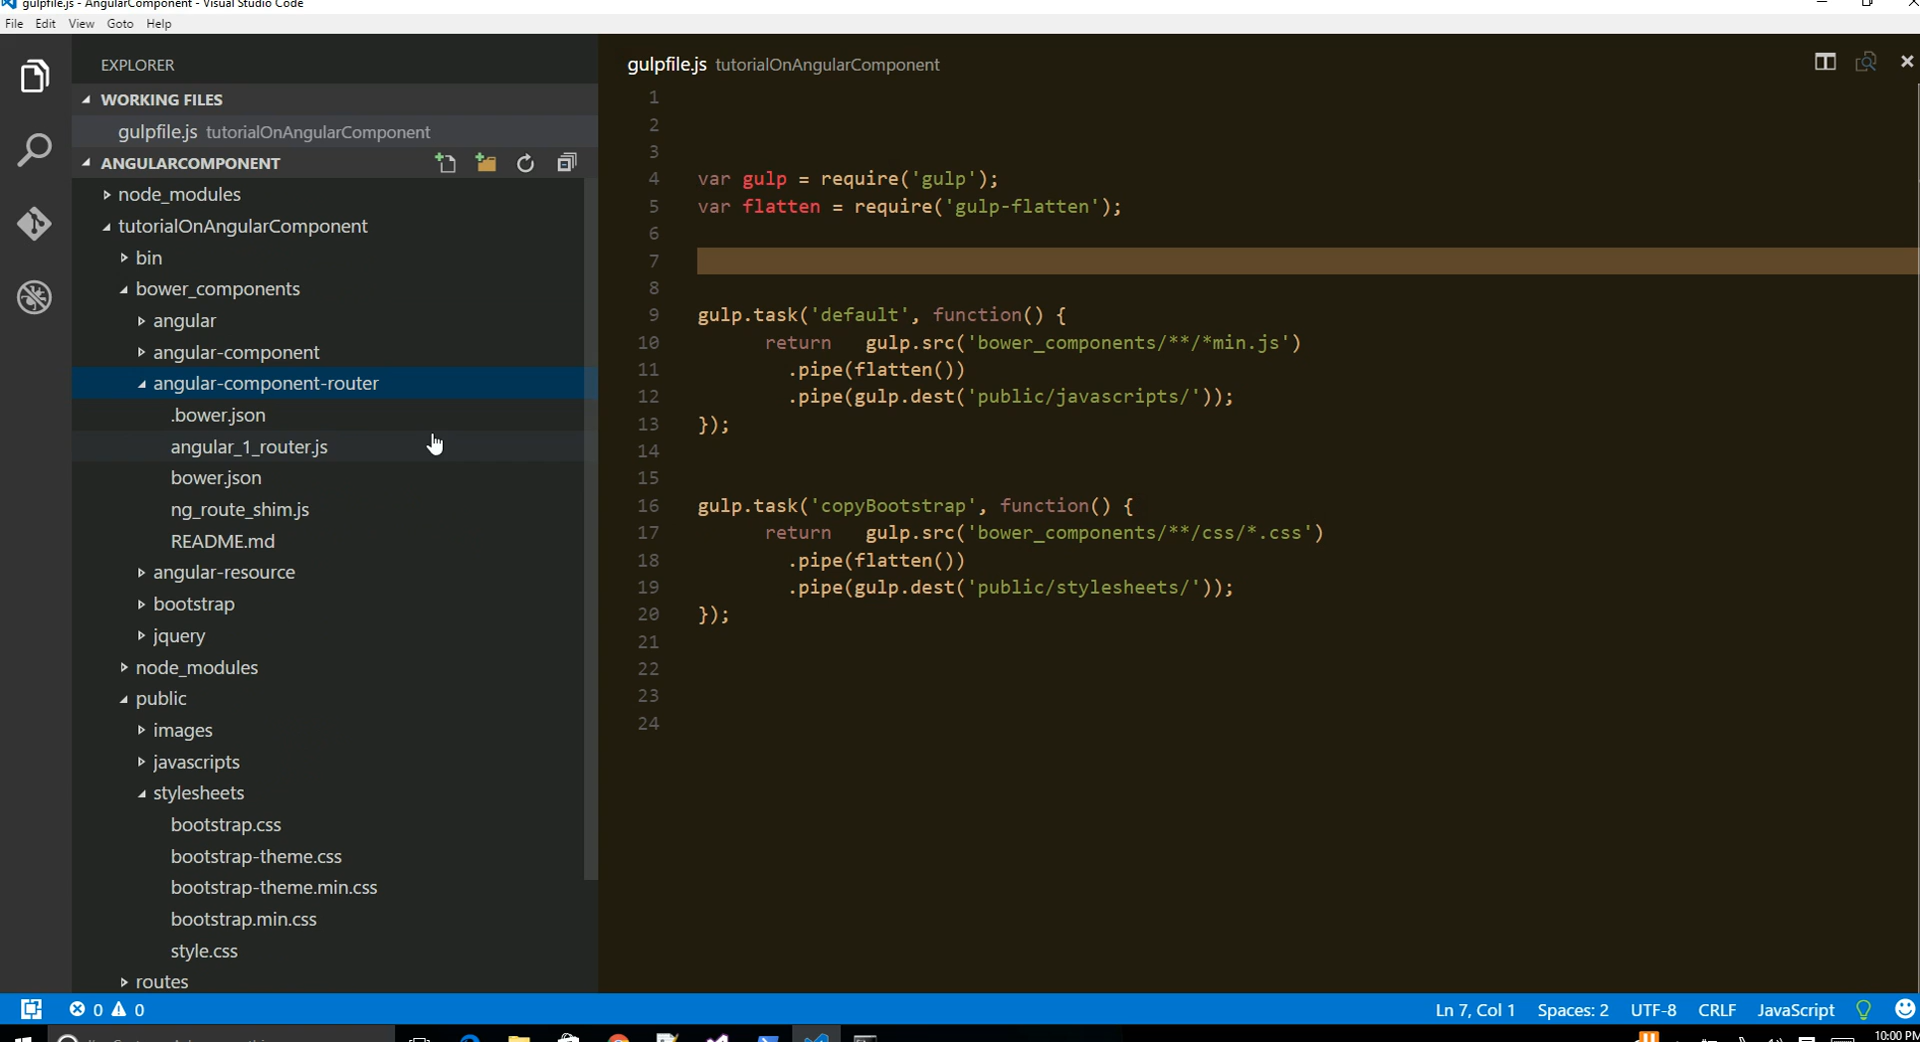 gulpfile.js - AngularComponent - Visual Studio Code
File Edit View Goto Help
EXPLORER
WORKING FILES
gulpfile.js tutorialOnAngularComponent
ANGULARCOMPONENT
node_modules
tutorialOnAngularComponent
bin
bower_components
angular
angular-component
angular-component-router
.bower.json
angular_1_router.js
bower.json
ng_route_shim.js
README.md
angular-resource
bootstrap
jquery
node_modules
public
images
javascripts
stylesheets
bootstrap.css
bootstrap-theme.css
bootstrap-theme.min.css
bootstrap.min.css
style.css
routes
gulpfile.js tutorialOnAngularComponent
1
2
3
4 var gulp = require('gulp');
5 var flatten = require('gulp-flatten');
6
7
8
9 gulp.task('default', function() {
10 return gulp.src('bower_components/**/*min.js')
11 .pipe(flatten())
12 .pipe(gulp.dest('public/javascripts/'));
13 });
14
15
16 gulp.task('copyBootstrap', function() {
17 return gulp.src('bower_components/**/css/*.css')
18 .pipe(flatten())
19 .pipe(gulp.dest('public/stylesheets/'));
20 });
21
22
23
24
0 0 Ln 7, Col 1 Spaces: 2 UTF-8 CRLF JavaScript
10:00 PM